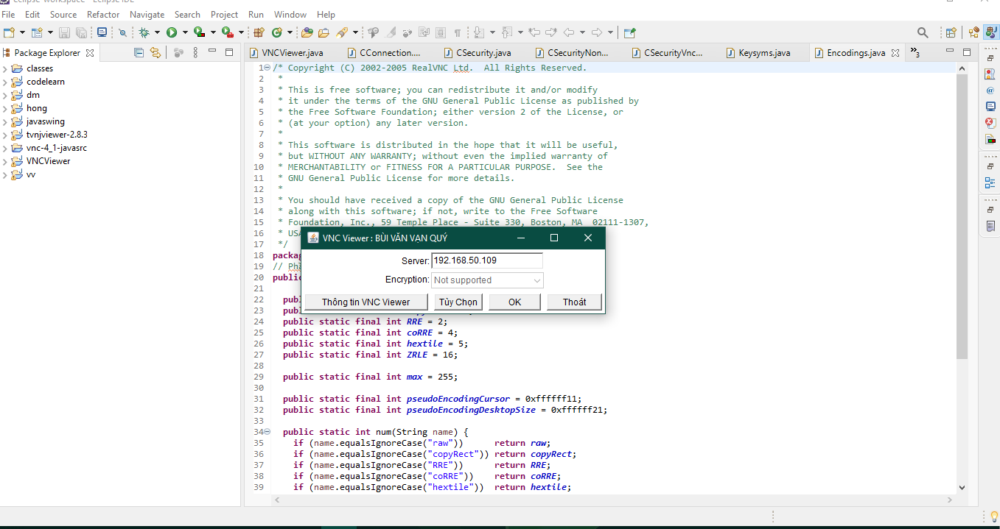 Eclipse IDE
File Edit Source Refactor Navigate Search Project Run Window Help
Package Explorer
classes
codelearn
dm
hong
javaswing
tvnjviewer-2.8.3
vnc-4_1-javasrc
VNCViewer
vv
VNCViewer.java CConnection.... CSecurity.java CSecurityNon... CSecurityVnc... Keysyms.java Encodings.java »3
1 /* Copyright (C) 2002-2005 RealVNC Ltd.  All Rights Reserved.
2  *
3  * This is free software; you can redistribute it and/or modify
4  * it under the terms of the GNU General Public License as published by
5  * the Free Software Foundation; either version 2 of the License, or
6  * (at your option) any later version.
7  *
8  * This software is distributed in the hope that it will be useful,
9  * but WITHOUT ANY WARRANTY; without even the implied warranty of
10  * MERCHANTABILITY or FITNESS FOR A PARTICULAR PURPOSE.  See the
11  * GNU General Public License for more details.
12  *
13  * You should have received a copy of the GNU General Public License
14  * along with this software; if not, write to the Free Software
15  * Foundation, Inc., 59 Temple Place - Suite 330, Boston, MA  02111-1307,
16  * USA
17  */
18 packag
19 // Ph
20 public
21
22 publ
23 publ
24 public static final int RRE = 2;
25 public static final int coRRE = 4;
26 public static final int hextile = 5;
27 public static final int ZRLE = 16;
28
29 public static final int max = 255;
30
31 public static final int pseudoEncodingCursor = 0xffffff11;
32 public static final int pseudoEncodingDesktopSize = 0xffffff21;
33
34 public static int num(String name) {
35 if (name.equalsIgnoreCase("raw"))      return raw;
36 if (name.equalsIgnoreCase("copyRect")) return copyRect;
37 if (name.equalsIgnoreCase("RRE"))      return RRE;
38 if (name.equalsIgnoreCase("coRRE"))    return coRRE;
39 if (name.equalsIgnoreCase("hextile"))  return hextile;
VNC Viewer : BÙI VĂN VẠN QUÝ
Server: 192.168.50.109
Encryption: Not supported
Thông tin VNC Viewer Tùy Chọn OK Thoát